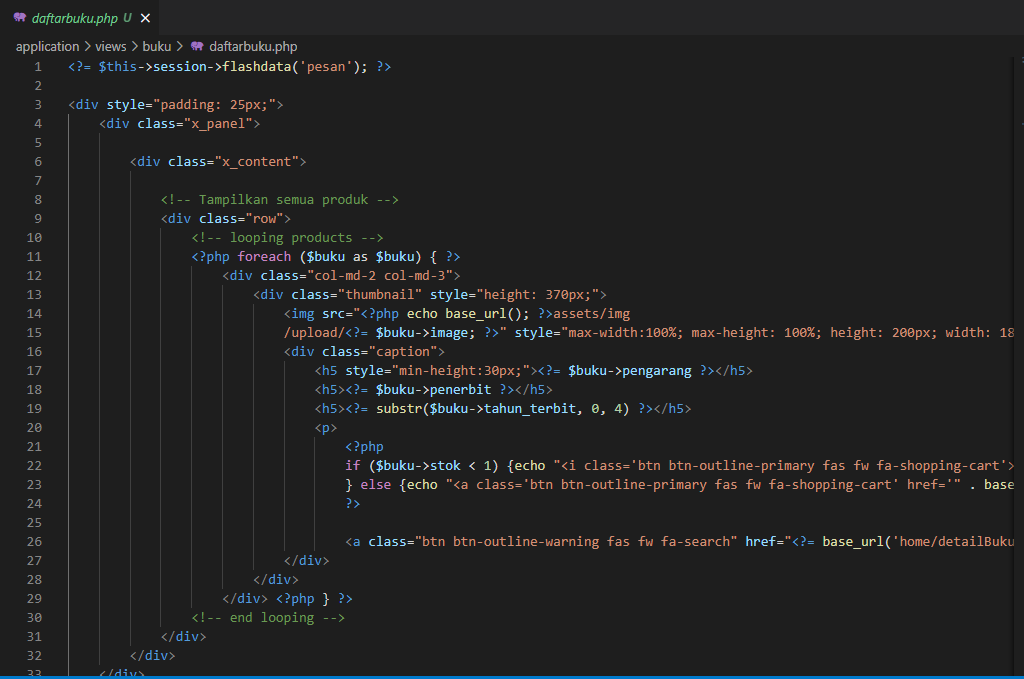 daftarbuku.php U ×
application > views > buku > daftarbuku.php
1 <?= $this->session->flashdata('pesan'); ?>
2
3 <div style="padding: 25px;">
4 <div class="x_panel">
5
6 <div class="x_content">
7
8 <!-- Tampilkan semua produk -->
9 <div class="row">
10 <!-- looping products -->
11 <?php foreach ($buku as $buku) { ?>
12 <div class="col-md-2 col-md-3">
13 <div class="thumbnail" style="height: 370px;">
14 <img src="<?php echo base_url(); ?>assets/img
15 /upload/<?= $buku->image; ?>" style="max-width:100%; max-height: 100%; height: 200px; width: 18
16 <div class="caption">
17 <h5 style="min-height:30px;"><?= $buku->pengarang ?></h5>
18 <h5><?= $buku->penerbit ?></h5>
19 <h5><?= substr($buku->tahun_terbit, 0, 4) ?></h5>
20 <p>
21 <?php
22 if ($buku->stok < 1) {echo "<i class='btn btn-outline-primary fas fw fa-shopping-cart'>
23 } else {echo "<a class='btn btn-outline-primary fas fw fa-shopping-cart' href='" . base
24 ?>
25
26 <a class="btn btn-outline-warning fas fw fa-search" href="<?= base_url('home/detailBuku
27 </div>
28 </div>
29 </div> <?php } ?>
30 <!-- end looping -->
31 </div>
32 </div>
33 </div>